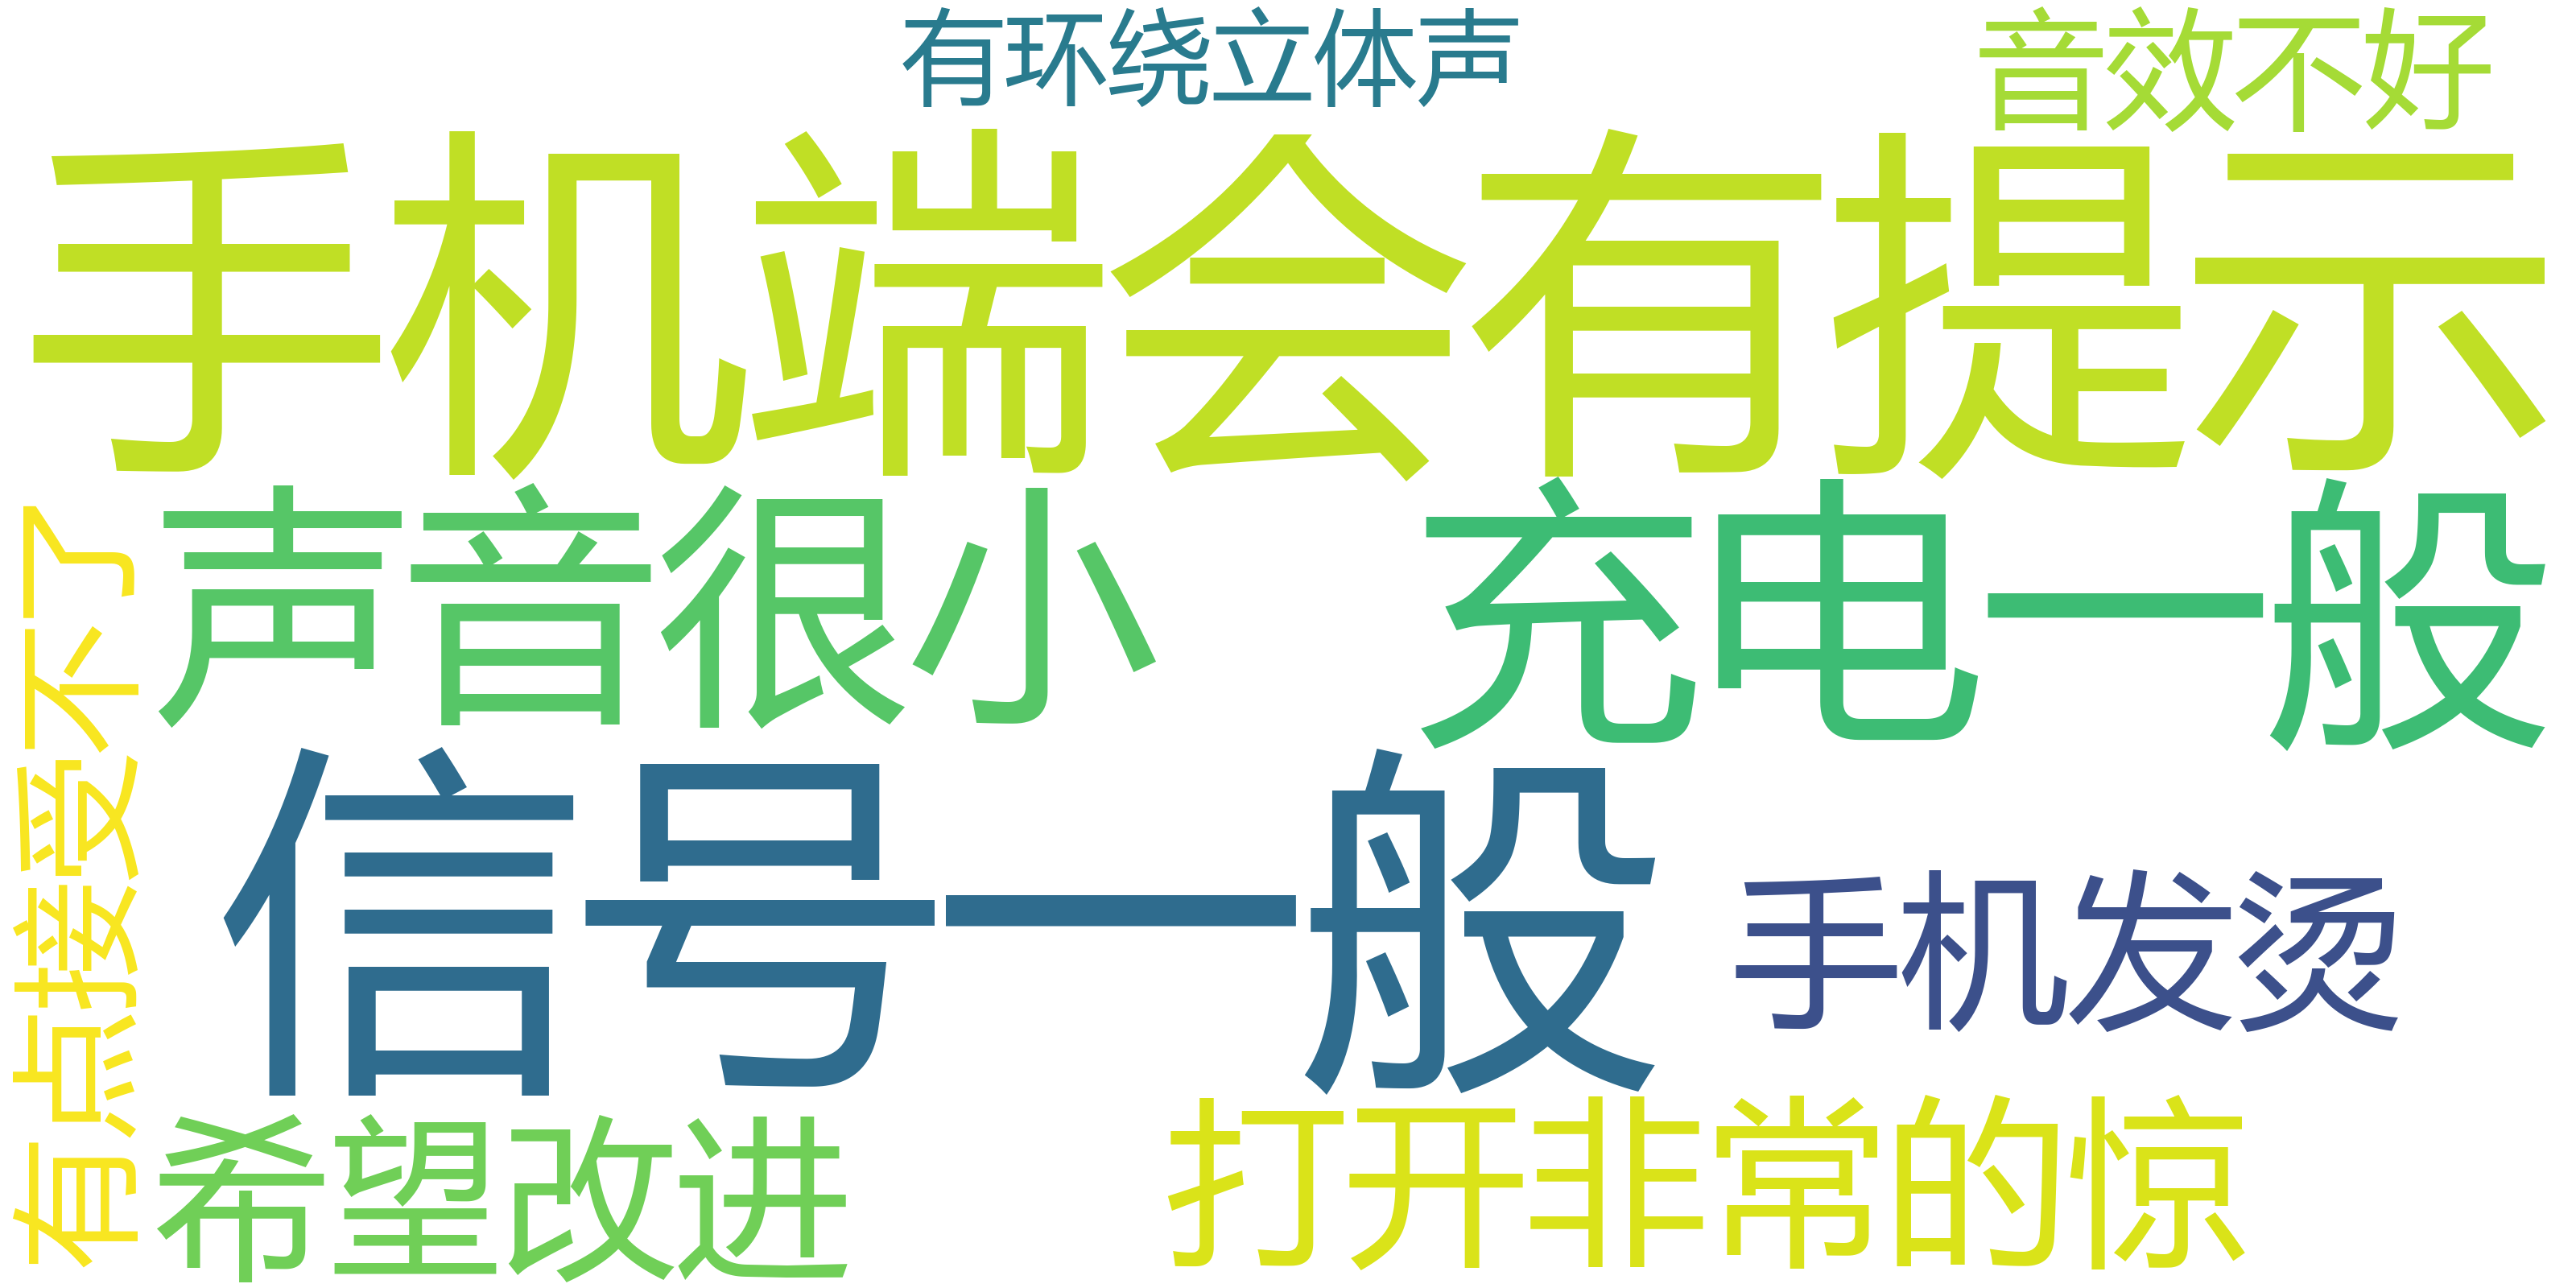 有环绕立体声
音效不好
手机端会有提示
声音很小
充电一般
有点接受不了
信号一般
手机发烫
希望改进
打开非常的惊